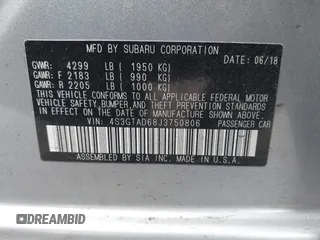 MFD BY SUBARU CORPORATION
DATE: 06/18
GVWR: 4299 LB ( 1950 KG)
GAWR: F 2183 LB ( 990 KG)
GAWR: R 2205 LB ( 1000 KG)
THIS VEHICLE CONFORMS TO ALL APPLICABLE FEDERAL MOTOR
VEHICLE SAFETY, BUMPER, AND THEFT PREVENTION STANDARDS
IN EFFECT ON THE DATE OF MANUFACTURE SHOWN ABOVE.
VIN: 4S3GTAD68J3750806 PASSENGER CAR
ASSEMBLED BY SIA INC. MADE IN U.S.A.